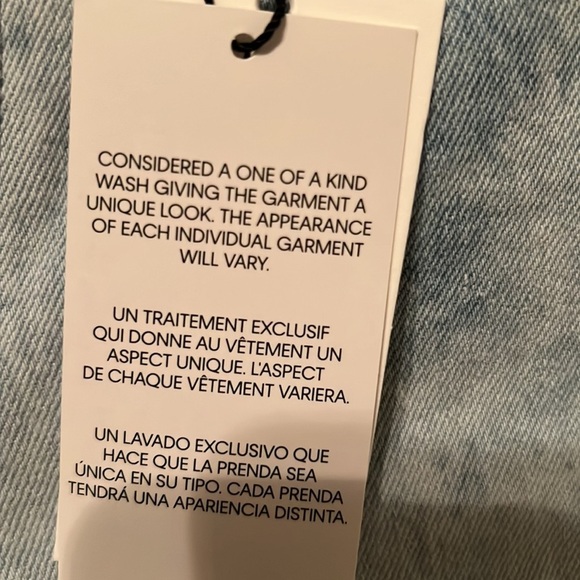 CONSIDERED A ONE OF A KIND
WASH GIVING THE GARMENT A
UNIQUE LOOK. THE APPEARANCE
OF EACH INDIVIDUAL GARMENT
WILL VARY.
UN TRAITEMENT EXCLUSIF
QUI DONNE AU VÊTEMENT UN
ASPECT UNIQUE. L'ASPECT
DE CHAQUE VÊTEMENT VARIERA.
UN LAVADO EXCLUSIVO QUE
HACE QUE LA PRENDA SEA
ÚNICA EN SU TIPO. CADA PRENDA
TENDRÁ UNA APARIENCIA DISTINTA.